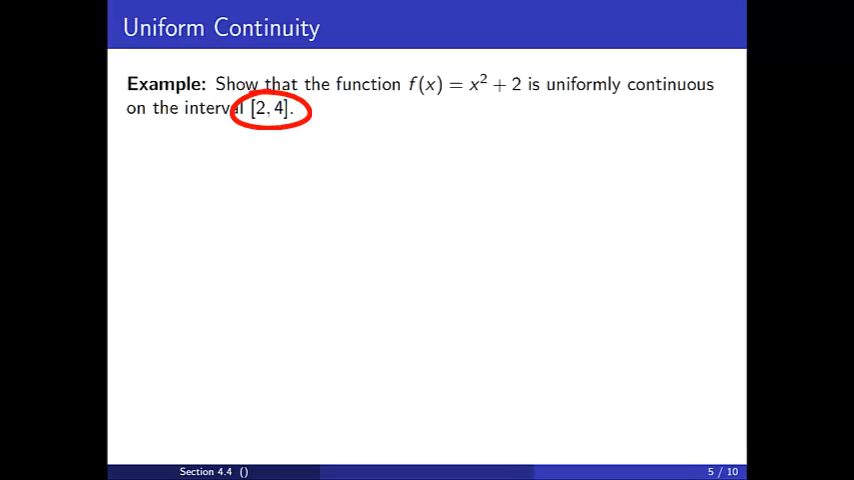 Uniform Continuity
Example: Show that the function f(x) = x² + 2 is uniformly continuous
on the interval [2, 4].
Section 4.4 ()
5 / 10